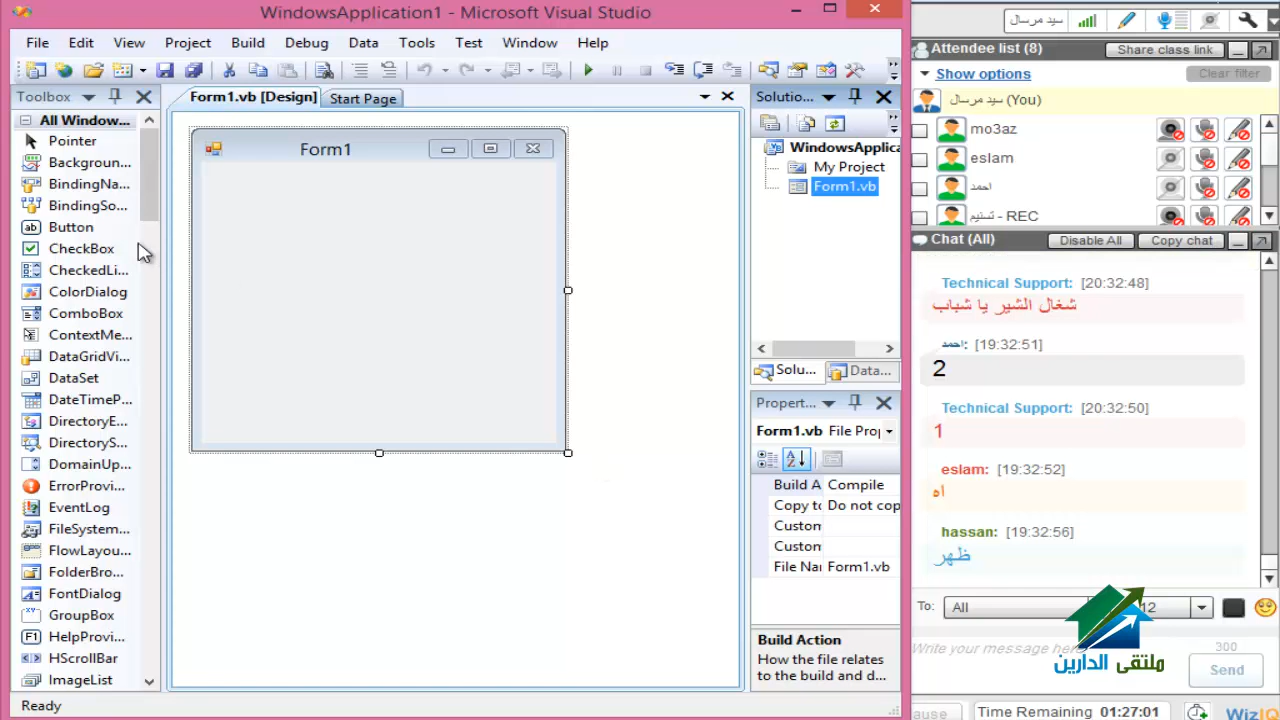 WindowsApplication1 - Microsoft Visual Studio
File Edit View Project Build Debug Data Tools Test Window Help
Toolbox
All Window...
Pointer
Backgroun...
BindingNa...
BindingSo...
Button
CheckBox
CheckedLi...
ColorDialog
ComboBox
ContextMe...
DataGridVi...
DataSet
DateTimeP...
DirectoryE...
DirectoryS...
DomainUp...
ErrorProvi...
EventLog
FileSystem...
FlowLayou...
FolderBro...
FontDialog
GroupBox
HelpProvi...
HScrollBar
ImageList
Ready
Form1.vb [Design] Start Page
Form1
Solutio...
WindowsApplica
My Project
Form1.vb
Solu... Data...
Propert...
Form1.vb File Prop
Build A Compile
Copy to Do not cop
Custom
Custom
File Nar Form1.vb
Build Action
How the file relates
to the build and d...
سيد مرسال
Attendee list (8) Share class link
Show options Clear filter
سيد مرسال (You)
mo3az
eslam
احمد
تسنيم - REC
Chat (All) Disable All Copy chat
Technical Support: [20:32:48]
شغال الشير يا شباب
احمد: [19:32:51]
2
Technical Support: [20:32:50]
1
eslam: [19:32:52]
اه
hassan: [19:32:56]
ظهر
To: All 12
Write your message here 300
Send
ملتقى الدارين
ause Time Remaining 01:27:01 WizIQ